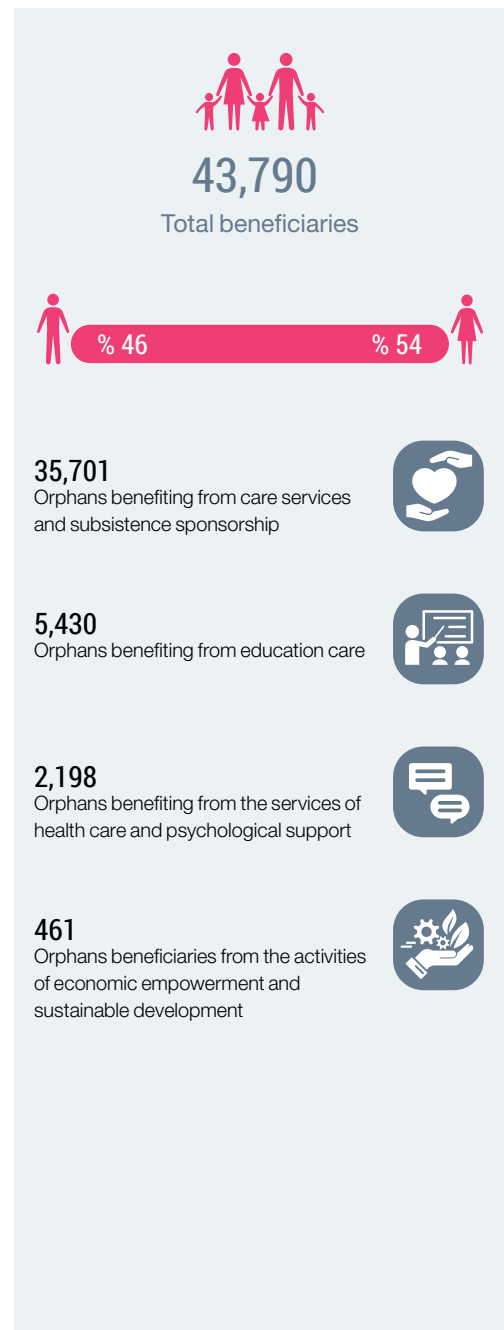 43,790
Total beneficiaries
% 46
% 54
35,701
Orphans benefiting from care services
and subsistence sponsorship
5,430
Orphans benefiting from education care
2,198
Orphans benefiting from the services of
health care and psychological support
461
Orphans beneficiaries from the activities
of economic empowerment and
sustainable development